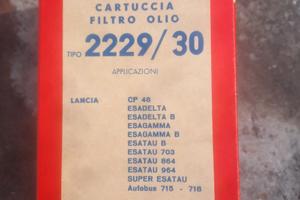 CARTUCCIA
FILTRO OLIO
TIPO 2229/30
APPLICAZIONI
LANCIA CP 48
ESADELTA
ESADELTA B
ESAGAMMA
ESAGAMMA B
ESATAU B
ESATAU 703
ESATAU 864
ESATAU 964
SUPER ESATAU
Autobus 715 - 718